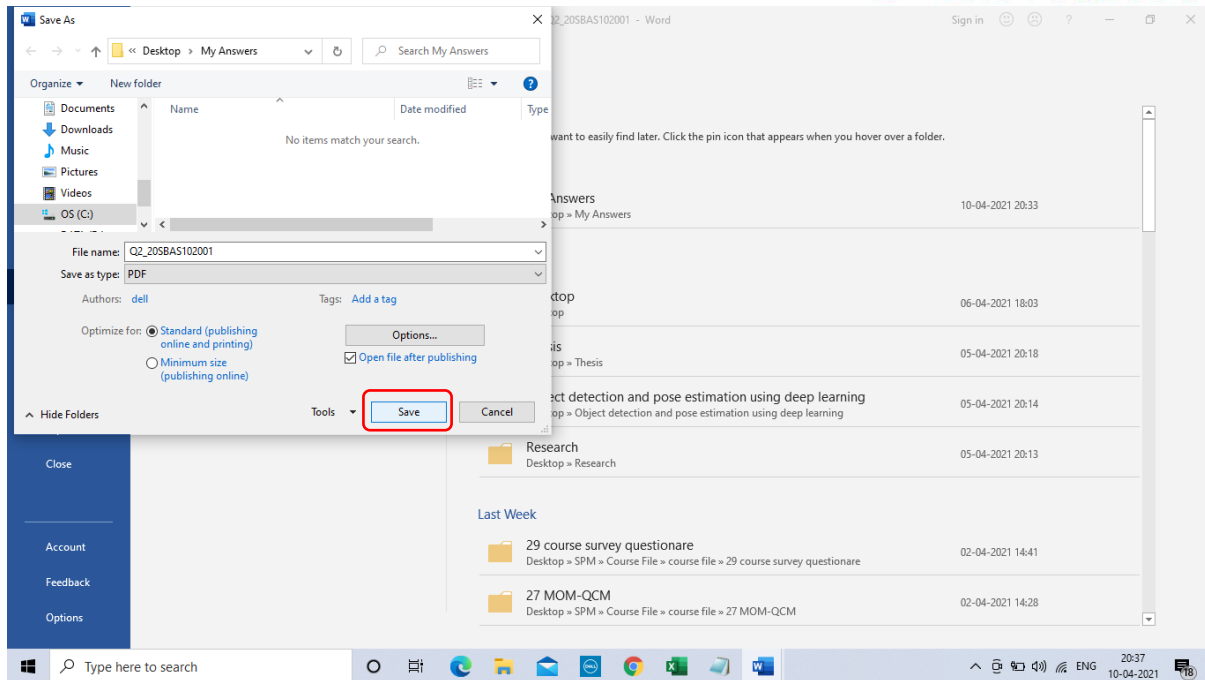 Save As
2_20SBAS102001 - Word
Sign in
?
« Desktop › My Answers
Search My Answers
Organize
New folder
?
Documents
Downloads
Music
Pictures
Videos
OS (C:)
Name
Date modified
Type
No items match your search.
want to easily find later. Click the pin icon that appears when you hover over a folder.
Answers
op » My Answers
10-04-2021 20:33
File name: Q2_20SBAS102001
Save as type: PDF
Authors: dell
Tags: Add a tag
Optimize for: Standard (publishing
online and printing)
Minimum size
(publishing online)
Options...
Open file after publishing
Hide Folders
Tools
Save
Cancel
ktop
op
06-04-2021 18:03
sis
op » Thesis
05-04-2021 20:18
ect detection and pose estimation using deep learning
op » Object detection and pose estimation using deep learning
05-04-2021 20:14
Research
Desktop » Research
05-04-2021 20:13
Close
Last Week
29 course survey questionare
Desktop » SPM » Course File » course file » 29 course survey questionare
02-04-2021 14:41
27 MOM-QCM
Desktop » SPM » Course File » course file » 27 MOM-QCM
02-04-2021 14:28
Account
Feedback
Options
Type here to search
DELL
ENG
20:37
10-04-2021
18